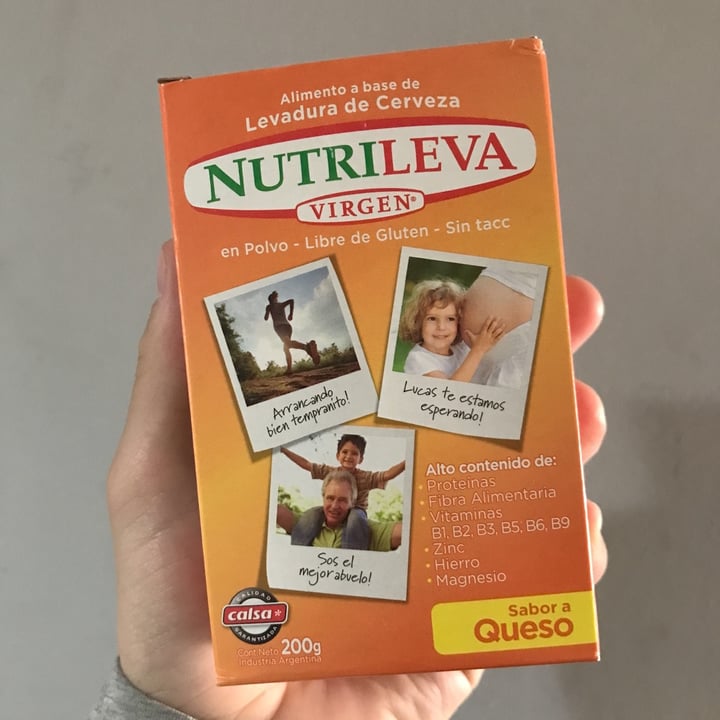 Alimento a base de
Levadura de Cerveza
NUTRILEVA
VIRGEN®
en Polvo - Libre de Gluten - Sin tacc
Arrancando
bien tempranito!
Lucas te estamos
esperando!
Sos el
mejor abuelo!
Alto contenido de:
• Proteínas
• Fibra Alimentaria
• Vitaminas
B1, B2, B3, B5, B6, B9
• Zinc
• Hierro
• Magnesio
CALIDAD
calsa*
GARANTIZADA
Cont. Neto 200g
Industria Argentina
Sabor a
Queso